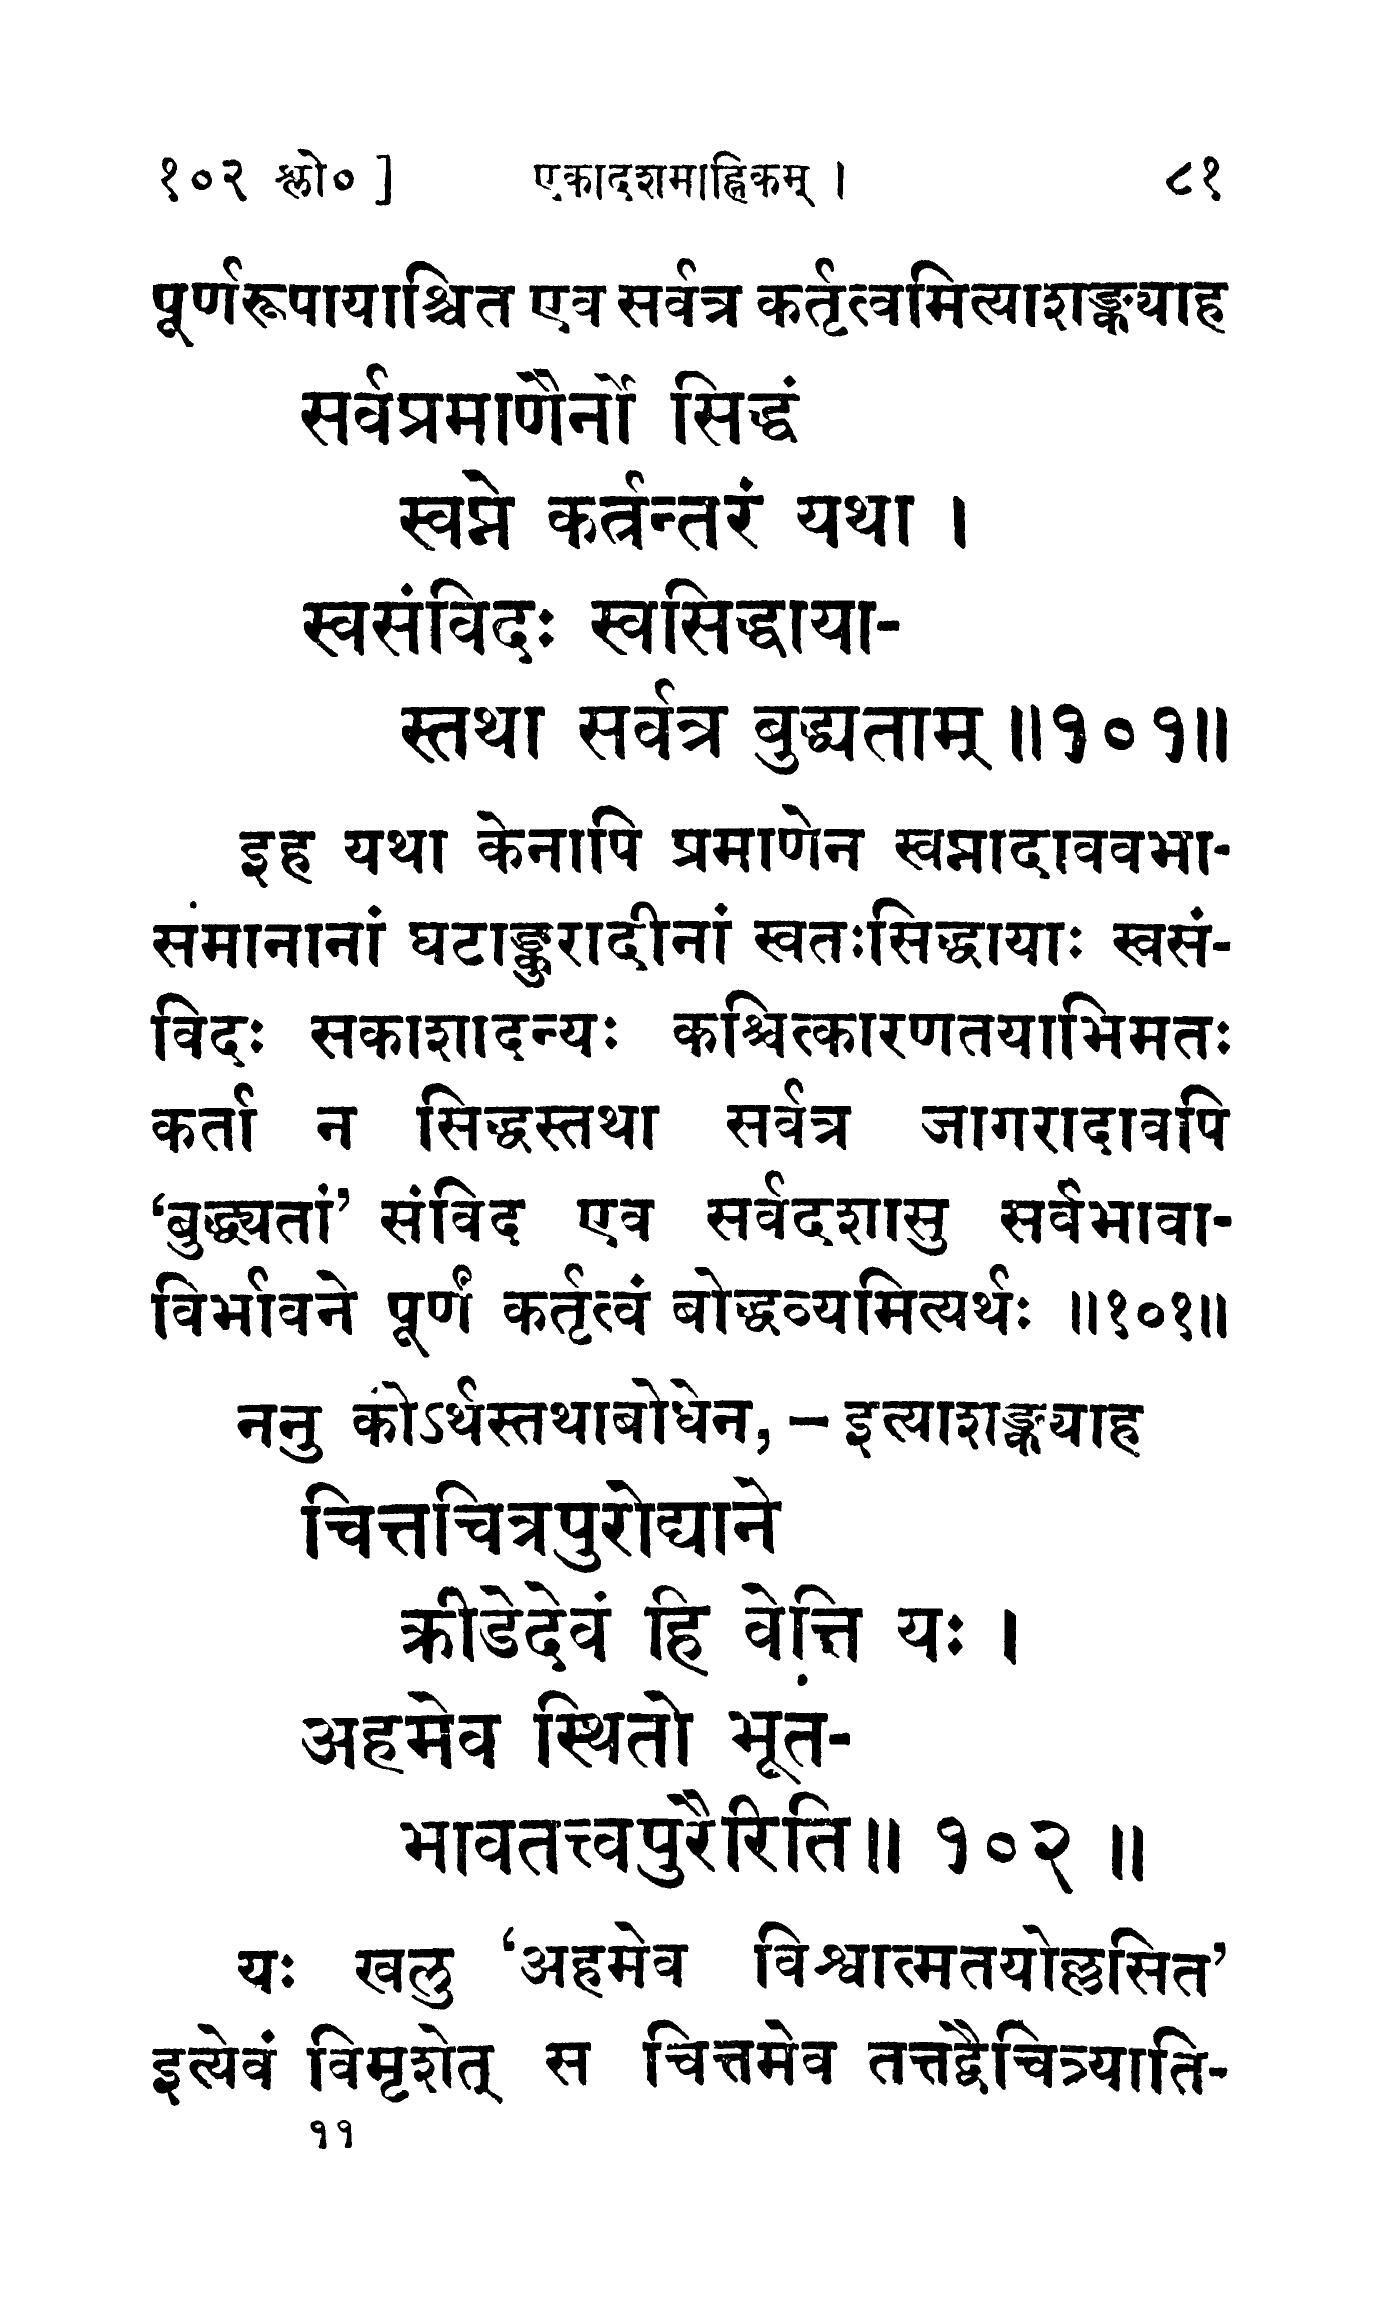 १०२ श्लो० ] एकादशमाह्निकम् । ८१
पूर्णरूपायाश्चित एव सर्वत्र कर्तृत्वमित्याशङ्क्याह
सर्वप्रमाणैर्नो सिद्धं
स्वप्ने कर्त्रन्तरं यथा ।
स्वसंविदः स्वसिद्धाया-
स्तथा सर्वत्र बुद्ध्यताम् ॥१०१॥
इह यथा केनापि प्रमाणेन स्वप्नादाववभा-
समानानां घटाङ्कुरादीनां स्वतःसिद्धायाः स्वसं-
विदः सकाशादन्यः कश्चित्कारणतयाभिमतः
कर्ता न सिद्धस्तथा सर्वत्र जागरादावपि
‘बुद्ध्यतां’ संविद एव सर्वदशासु सर्वभावा-
विर्भावने पूर्णं कर्तृत्वं बोद्धव्यमित्यर्थः ॥१०१॥
ननु कोऽर्थस्तथाबोधेन, – इत्याशङ्क्याह
चित्तचित्रपुरोद्याने
क्रीडेदेवं हि वेत्ति यः ।
अहमेव स्थितो भूत-
भावतत्त्वपुरैरिति॥ १०२ ॥
यः खलु ‘अहमेव विश्वात्मतयोल्लसित’
इत्येवं विमृशेत् स चित्तमेव तत्तद्वैचित्र्याति-
११